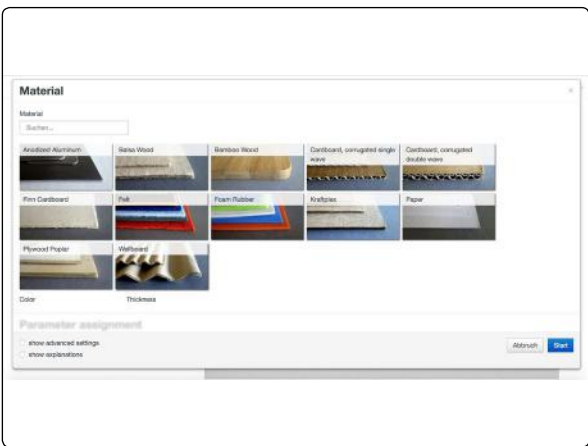 Material
×
Material
Suchen...
Anodized Aluminum
Balsa Wood
Bamboo Wood
Cardboard, corrugated single
wave
Cardboard, corrugated
double wave
Finn Cardboard
Felt
Foam Rubber
Kraftplex
Paper
Plywood Poplar
Wellboard
Color
Thickness
Parameter assignment
show advanced settings
show explanations
Abbruch
Start